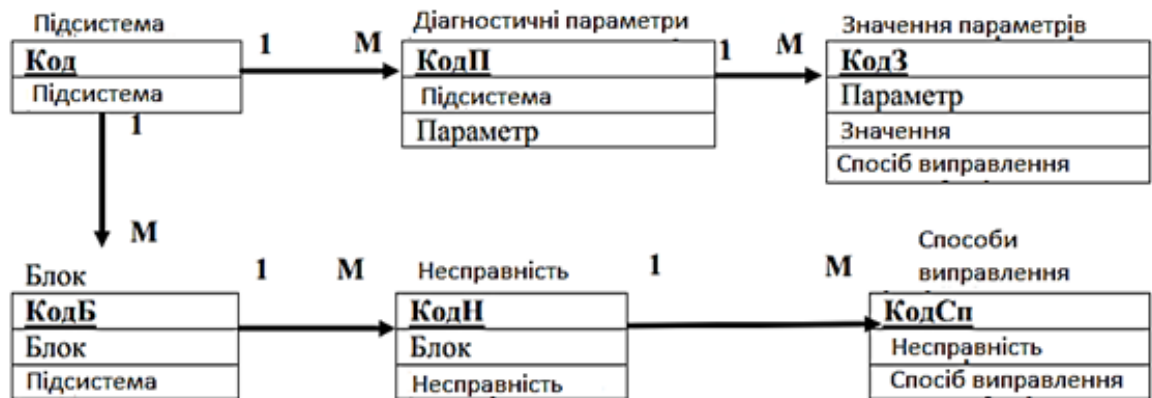 Підсистема
Код
Підсистема
1 М
Діагностичні параметри
КодП
Підсистема
Параметр
1 М
Значення параметрів
КодЗ
Параметр
Значення
Спосіб виправлення
1
М
Блок
КодБ
Блок
Підсистема
1 М
Несправність
КодН
Блок
Несправність
1 М
Способи
виправлення
КодСп
Несправність
Спосіб виправлення